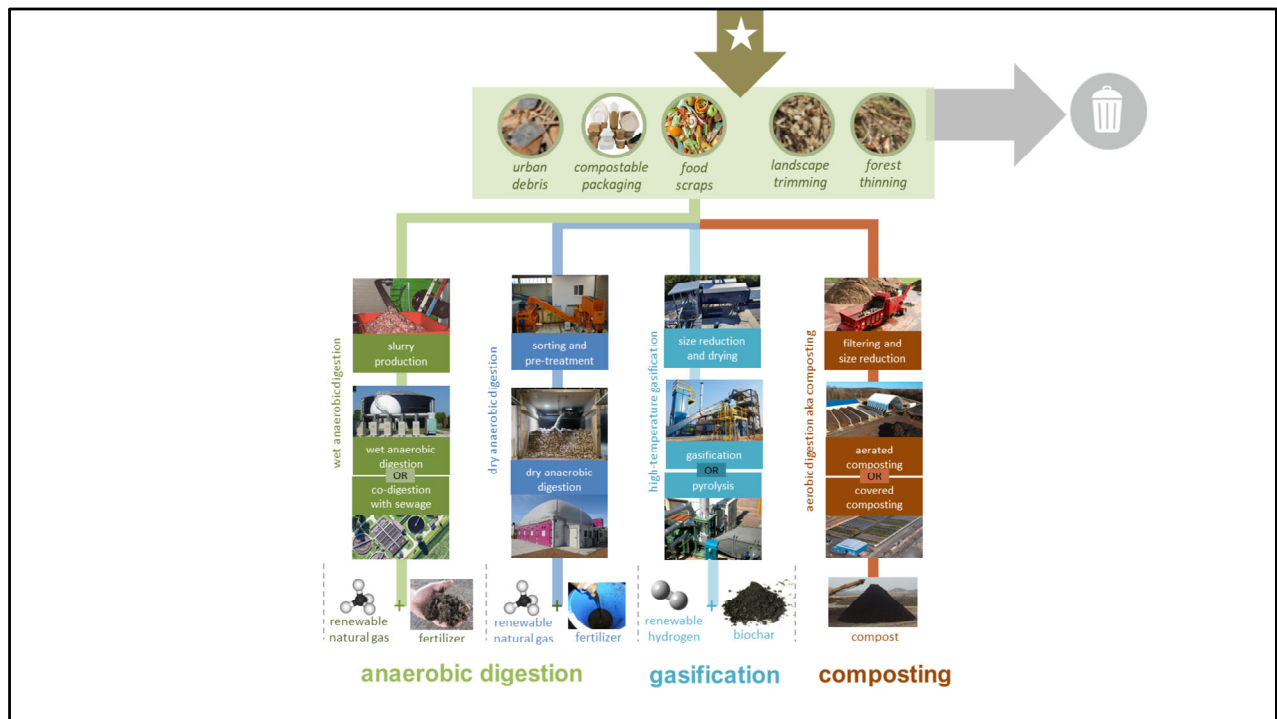 urban
debris
compostable
packaging
food
scraps
landscape
trimming
forest
thinning
wet anaerobic digestion
slurry
production
wet anaerobic
digestion
OR
co-digestion
with sewage
dry anaerobic digestion
sorting and
pre-treatment
dry anaerobic
digestion
high-temperature gasification
size reduction
and drying
gasification
OR
pyrolysis
aerobic digestion aka composting
filtering and
size reduction
aerated
composting
OR
covered
composting
renewable
natural gas
+
fertilizer
renewable
natural gas
+
fertilizer
renewable
hydrogen
+
biochar
compost
anaerobic digestion
gasification
composting